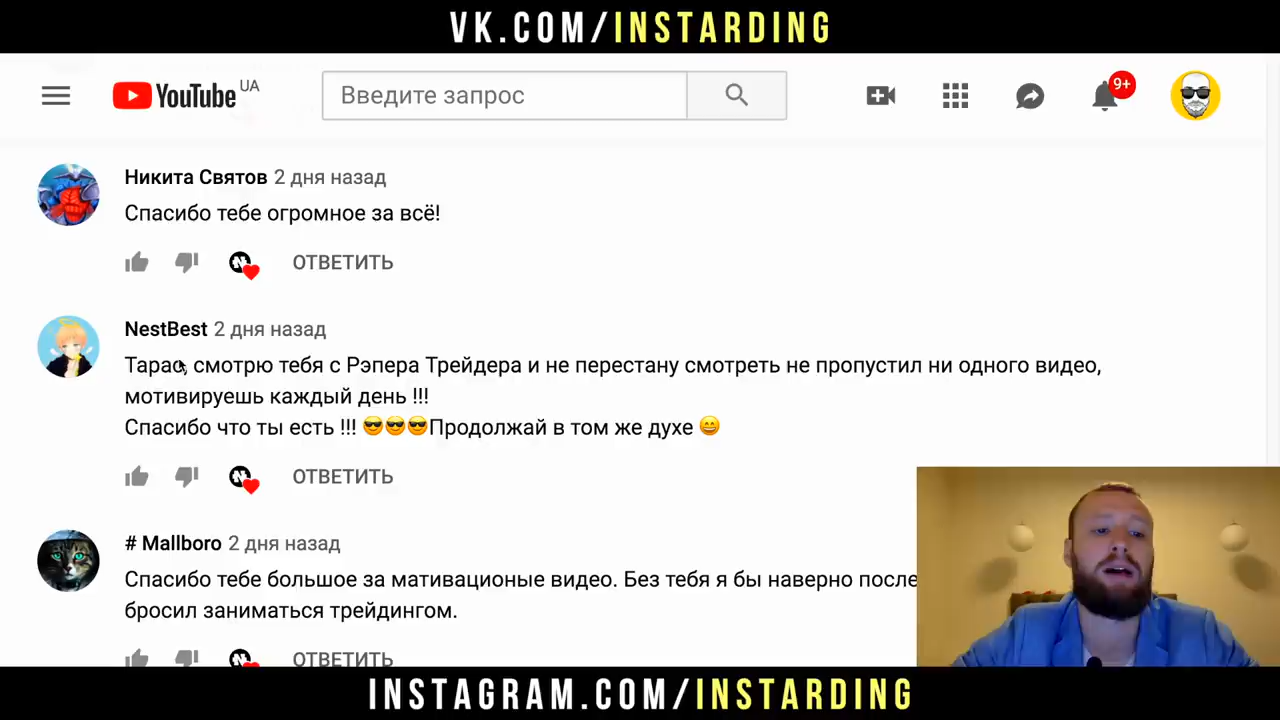 VK.COM/INSTARDING
YouTube UA
Введите запрос
9+
Никита Святов 2 дня назад
Спасибо тебе огромное за всё!
ОТВЕТИТЬ
NestBest 2 дня назад
Тарас, смотрю тебя с Рэпера Трейдера и не перестану смотреть не пропустил ни одного видео,
мотивируешь каждый день !!!
Спасибо что ты есть !!! 😎😎😎Продолжай в том же духе 😄
ОТВЕТИТЬ
# Mallboro 2 дня назад
Спасибо тебе большое за мативационые видео. Без тебя я бы наверно после
бросил заниматься трейдингом.
ОТВЕТИТЬ
INSTAGRAM.COM/INSTARDING